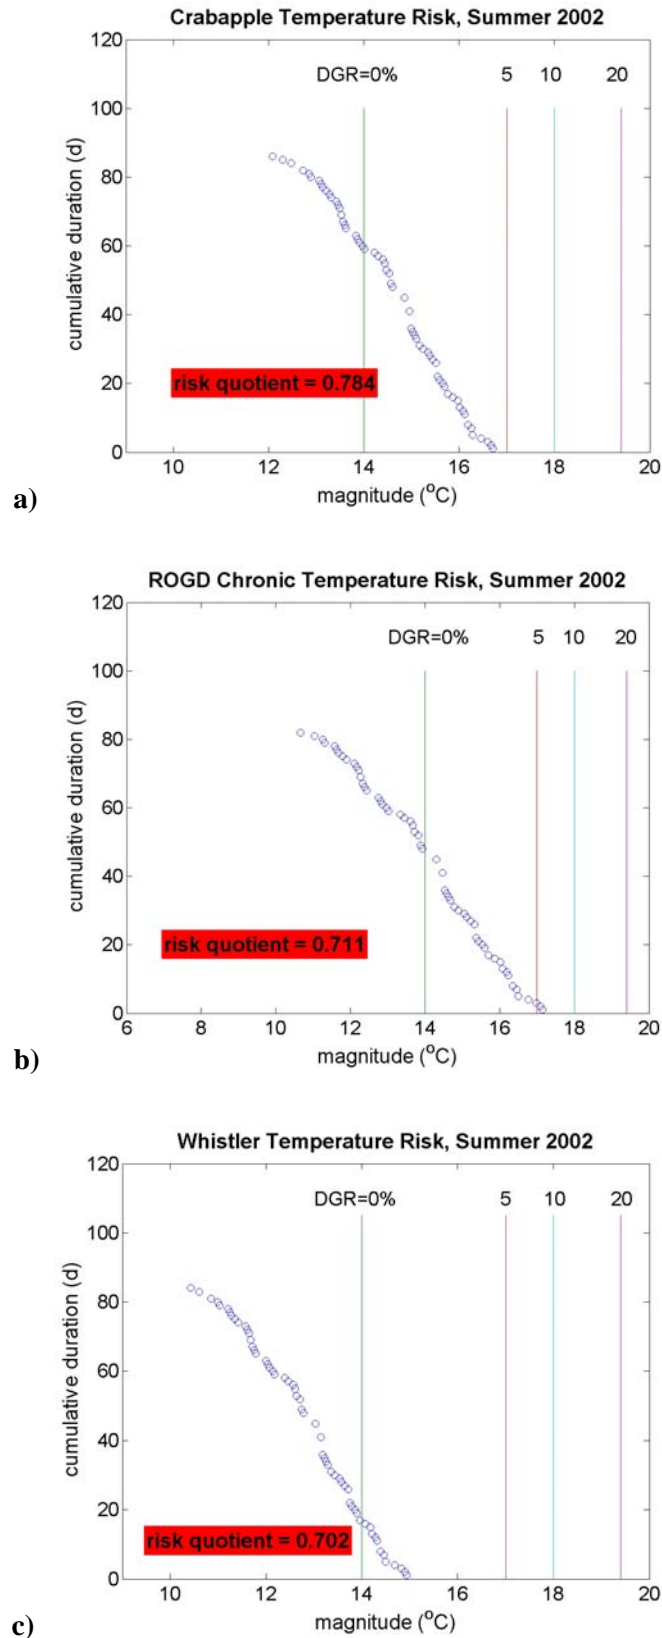 Crabapple Temperature Risk, Summer 2002
120
100
80
60
40
20
0
cumulative duration (d)
DGR=0% 5 10 20
risk quotient = 0.784
10 12 14 16 18 20
magnitude (°C)
a)
ROGD Chronic Temperature Risk, Summer 2002
120
100
80
60
40
20
0
cumulative duration (d)
DGR=0% 5 10 20
risk quotient = 0.711
6 8 10 12 14 16 18 20
magnitude (°C)
b)
Whistler Temperature Risk, Summer 2002
120
100
80
60
40
20
0
cumulative duration (d)
DGR=0% 5 10 20
risk quotient = 0.702
10 12 14 16 18 20
magnitude (°C)
c)